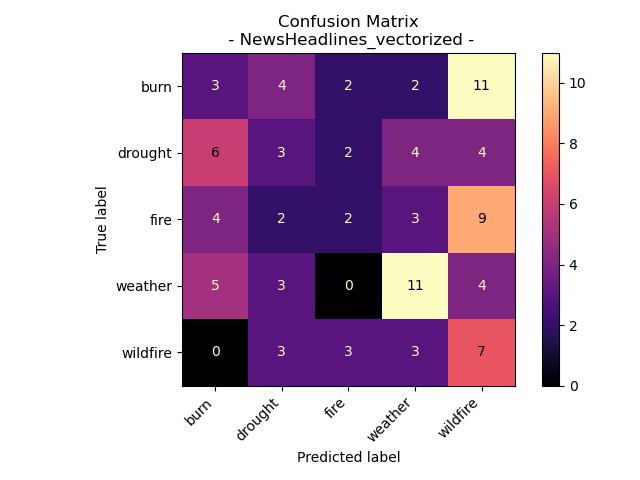 Confusion Matrix
- NewsHeadlines_vectorized -
burn 3 4 2 2 11
drought 6 3 2 4 4
fire 4 2 2 3 9
weather 5 3 0 11 4
wildfire 0 3 3 3 7
burn drought fire weather wildfire
Predicted label
True label
10
8
6
4
2
0